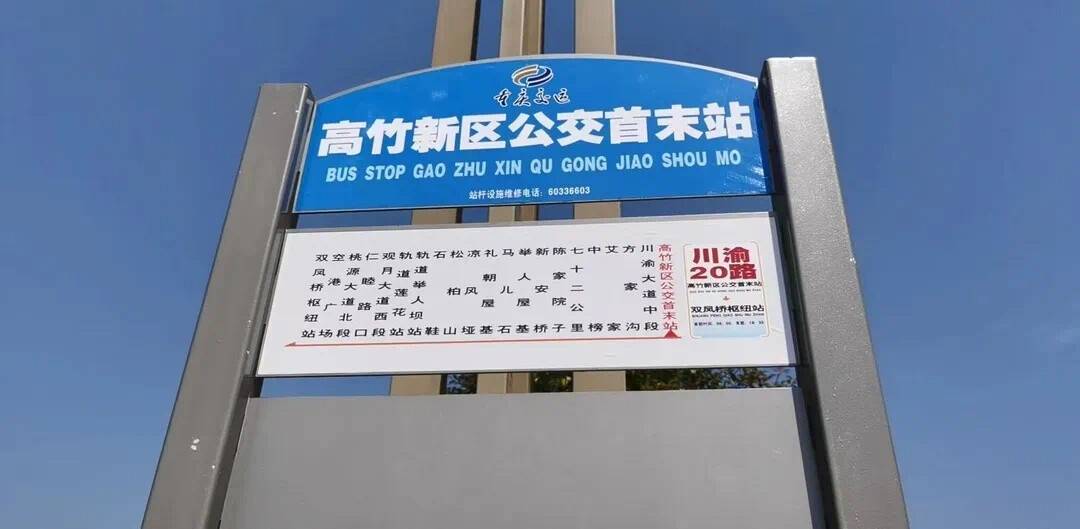 重庆交运
高竹新区公交首末站
BUS STOP GAO ZHU XIN QU GONG JIAO SHOU MO
站杆设施维修电话：60336603
川渝
20路
高竹新区公交首末站
双凤桥枢纽站
高竹新区公交首末站
川渝大道中段
方家沟
艾家
中榜
七十二公里
陈家院子
新安桥
举人屋基
马儿石
礼朝屋基
凉风垭
松柏山
石鞋
轨道举人坝站
轨道莲花站
观月大道西段
仁睦路口
桃源大道北段
空港广场
双凤桥枢纽站